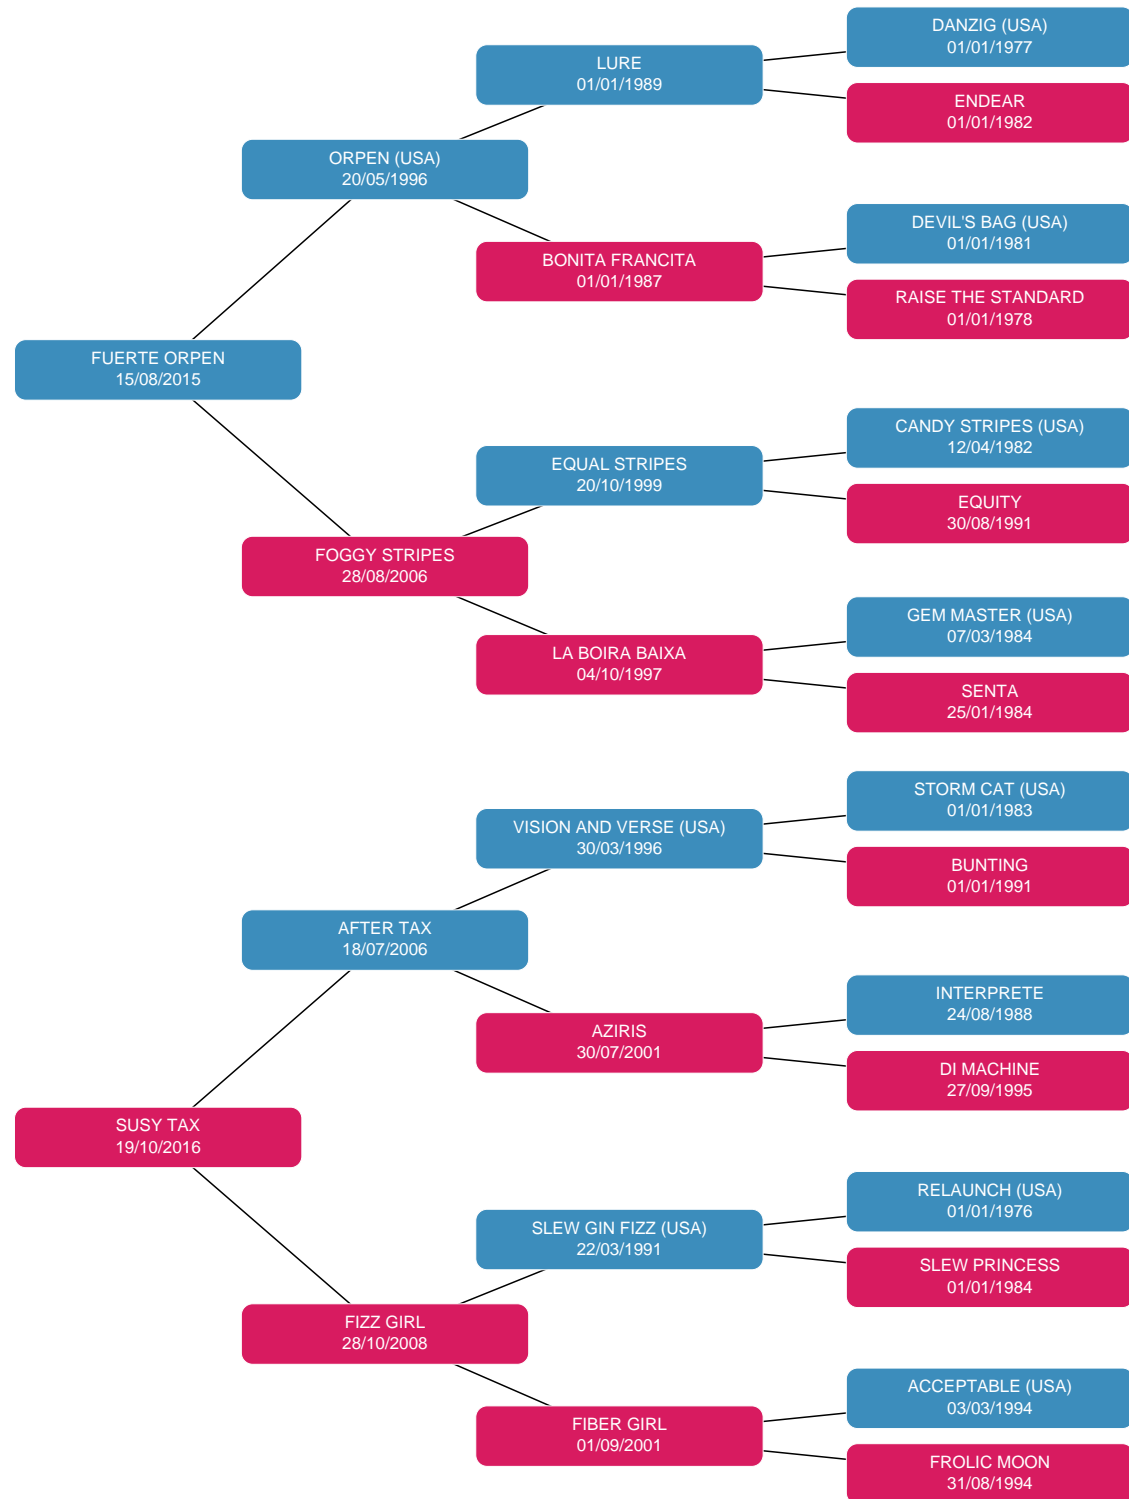 DANZIG (USA)
01/01/1977
LURE
01/01/1989
ENDEAR
01/01/1982
ORPEN (USA)
20/05/1996
DEVIL'S BAG (USA)
01/01/1981
BONITA FRANCITA
01/01/1987
RAISE THE STANDARD
01/01/1978
FUERTE ORPEN
15/08/2015
CANDY STRIPES (USA)
12/04/1982
EQUAL STRIPES
20/10/1999
EQUITY
30/08/1991
FOGGY STRIPES
28/08/2006
GEM MASTER (USA)
07/03/1984
LA BOIRA BAIXA
04/10/1997
SENTA
25/01/1984
STORM CAT (USA)
01/01/1983
VISION AND VERSE (USA)
30/03/1996
BUNTING
01/01/1991
AFTER TAX
18/07/2006
INTERPRETE
24/08/1988
AZIRIS
30/07/2001
DI MACHINE
27/09/1995
SUSY TAX
19/10/2016
RELAUNCH (USA)
01/01/1976
SLEW GIN FIZZ (USA)
22/03/1991
SLEW PRINCESS
01/01/1984
FIZZ GIRL
28/10/2008
ACCEPTABLE (USA)
03/03/1994
FIBER GIRL
01/09/2001
FROLIC MOON
31/08/1994